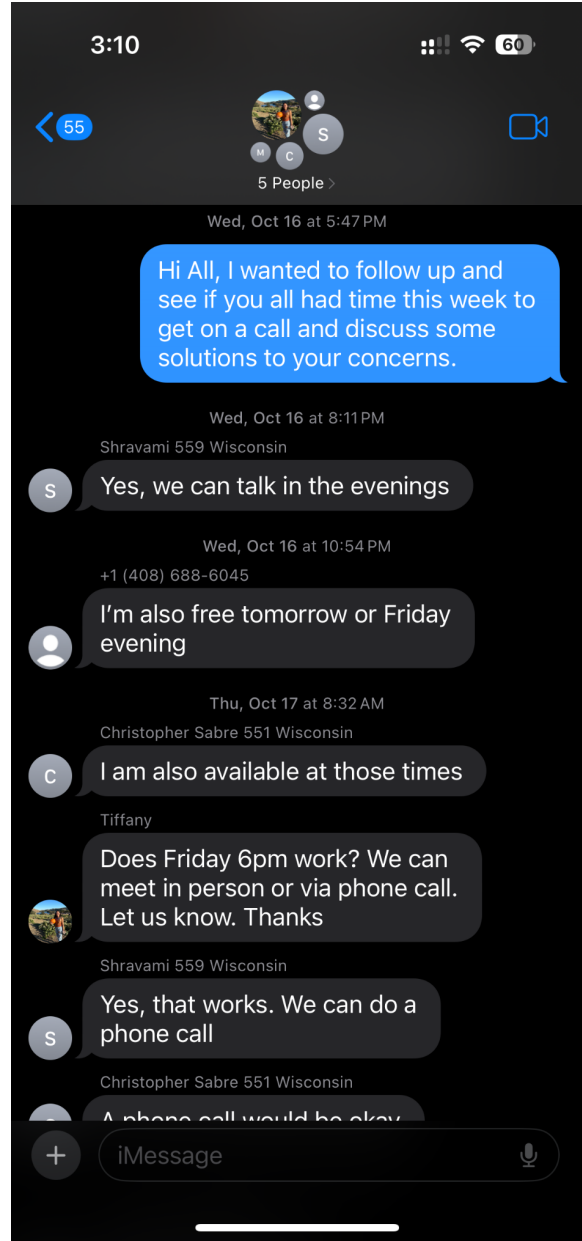 3:10
60
55
S
M
C
5 People
Wed, Oct 16 at 5:47 PM
Hi All, I wanted to follow up and
see if you all had time this week to
get on a call and discuss some
solutions to your concerns.
Wed, Oct 16 at 8:11 PM
Shravami 559 Wisconsin
S
Yes, we can talk in the evenings
Wed, Oct 16 at 10:54 PM
+1 (408) 688-6045
I’m also free tomorrow or Friday
evening
Thu, Oct 17 at 8:32 AM
Christopher Sabre 551 Wisconsin
C
I am also available at those times
Tiffany
Does Friday 6pm work? We can
meet in person or via phone call.
Let us know. Thanks
Shravami 559 Wisconsin
Yes, that works. We can do a
S
phone call
Christopher Sabre 551 Wisconsin
A phone call would be okay
iMessage